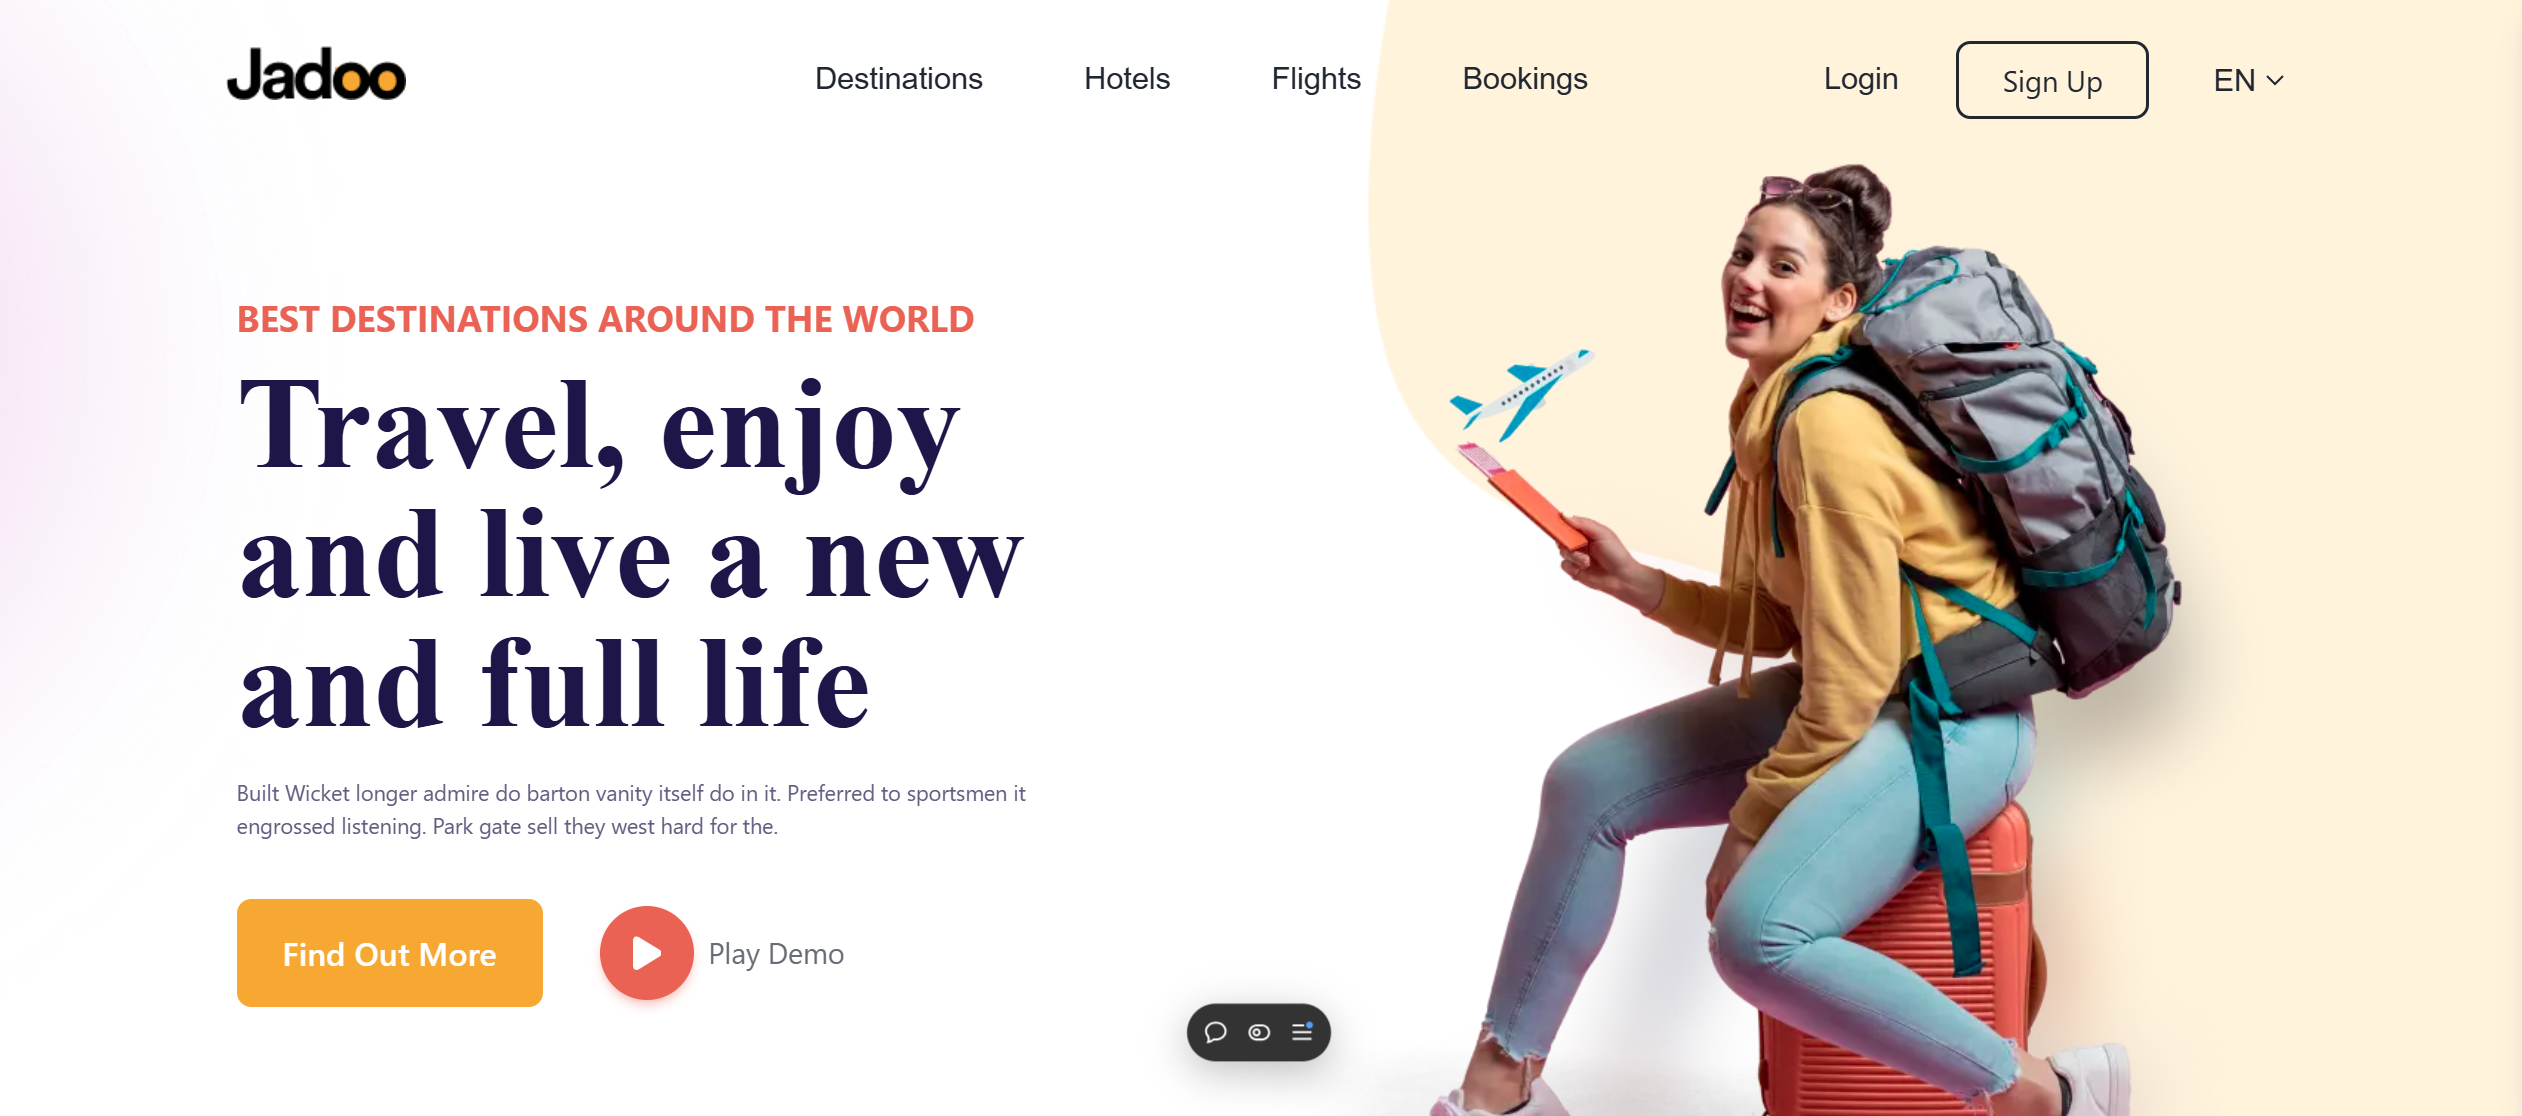 Jadoo
Destinations Hotels Flights Bookings Login Sign Up EN
BEST DESTINATIONS AROUND THE WORLD
Travel, enjoy
and live a new
and full life
Built Wicket longer admire do barton vanity itself do in it. Preferred to sportsmen it
engrossed listening. Park gate sell they west hard for the.
Find Out More
Play Demo